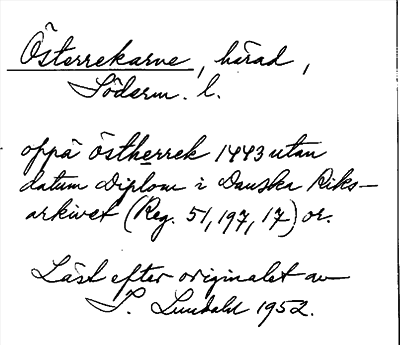 Österrekarne, härad,
Söderm. l.
oppå östherrek 1443 utan
datum Diplom i Danska Riks-
arkivet (Reg. 51, 197, 17) or.
Läst efter originalet av
S. Lundahl 1952.